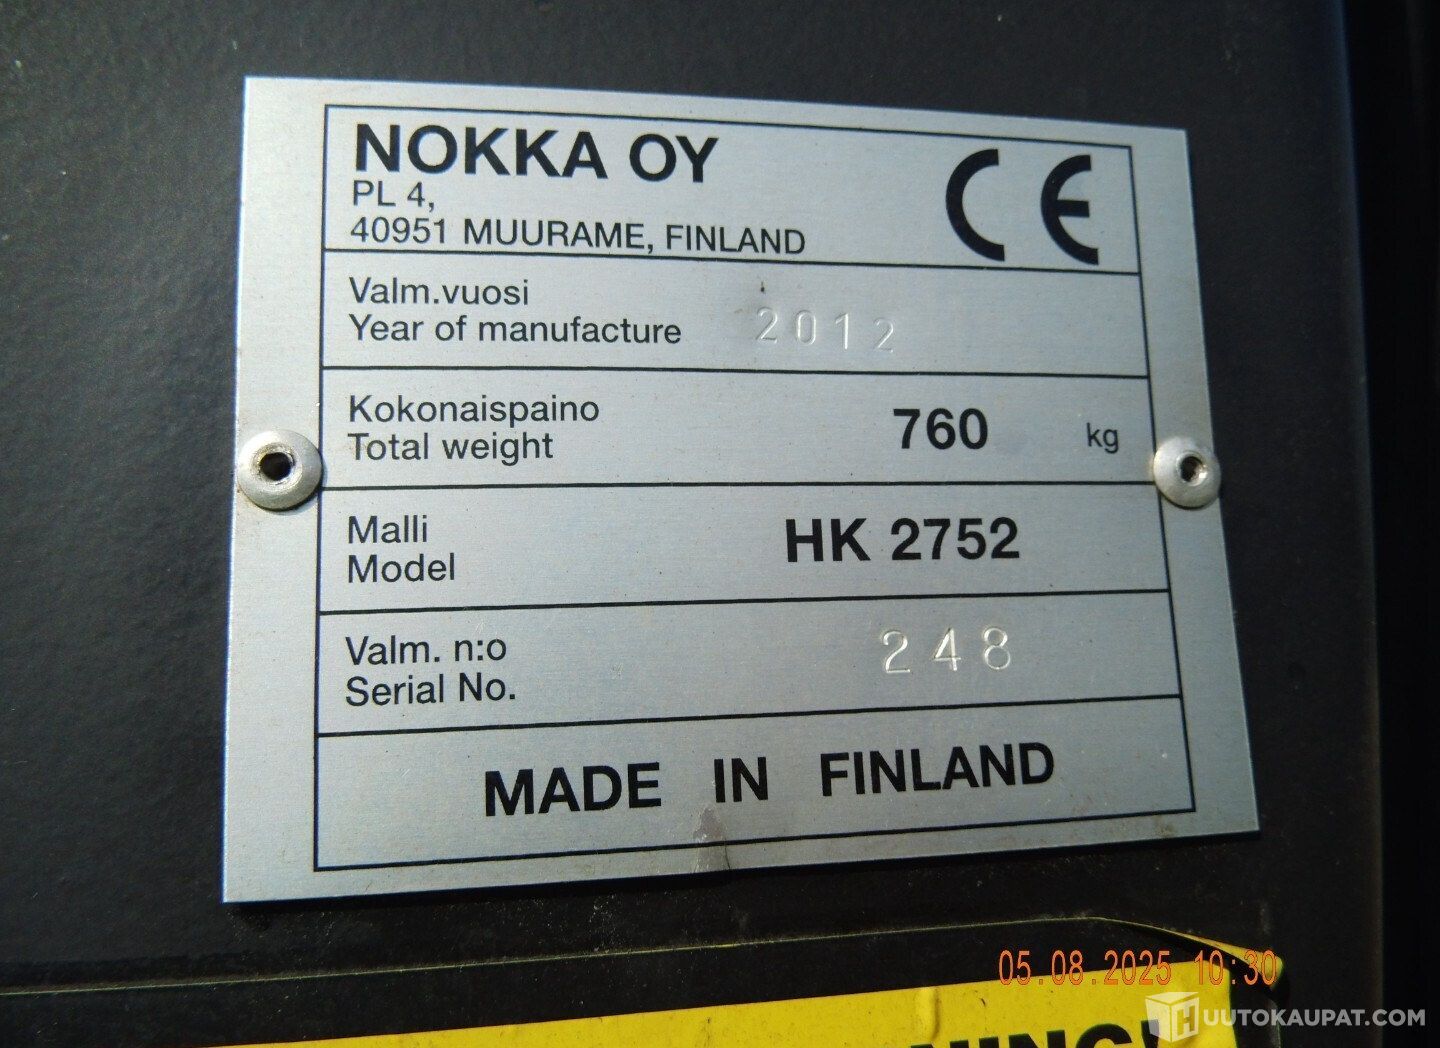 NOKKA OY
PL 4,
40951 MUURAME, FINLAND
CE
Valm.vuosi
Year of manufacture 2012
Kokonaispaino
Total weight 760 kg
Malli
Model HK 2752
Valm. n:o
Serial No. 248
MADE IN FINLAND
05.08.2025 10:30
HUUTOKAUPAT.COM